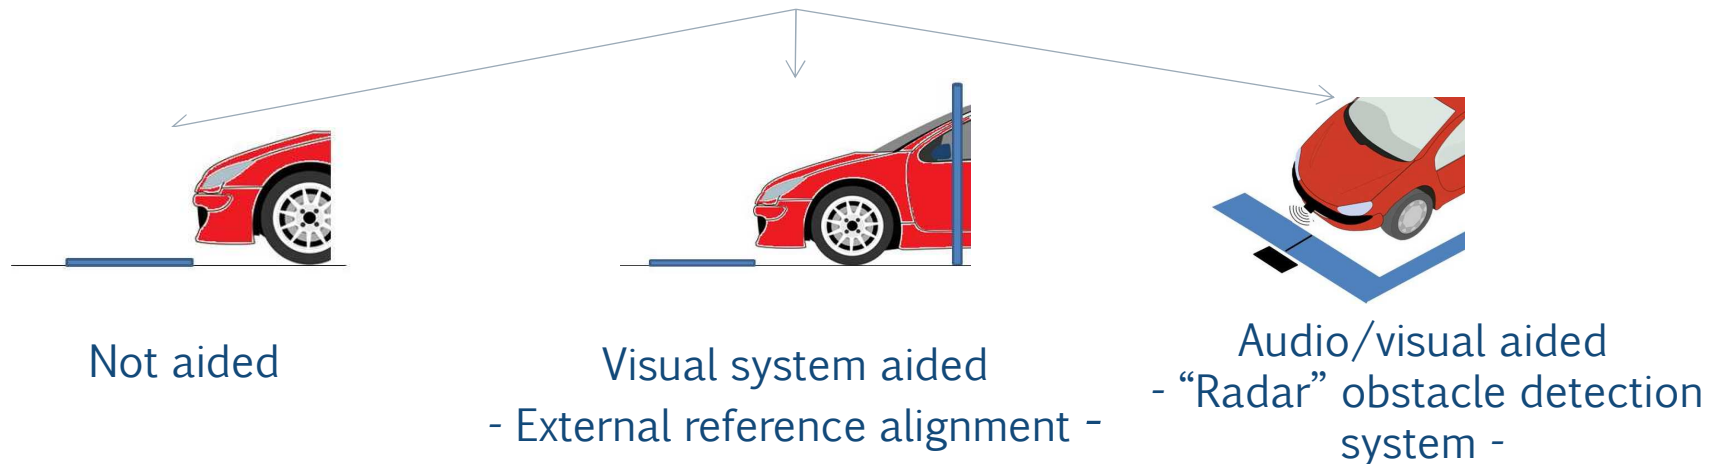 Not aided
Visual system aided
- External reference alignment -
Audio/visual aided
- “Radar” obstacle detection
system -